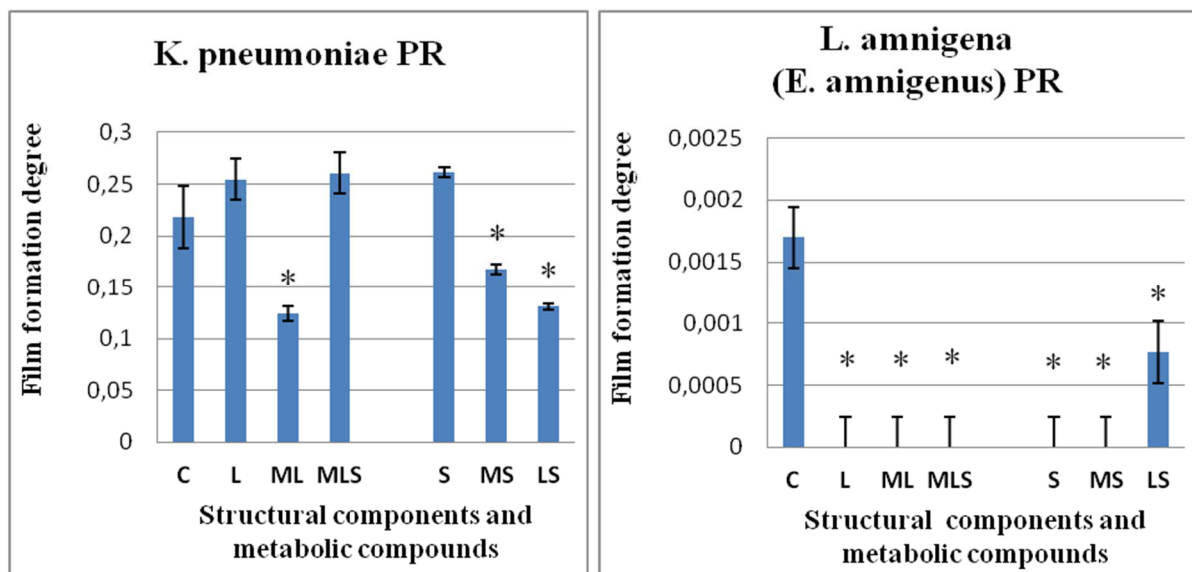 K. pneumoniae PR
Film formation degree
0,3
0,25
0,2
0,15
0,1
0,05
0
*
*
*
C L ML MLS S MS LS
Structural components and
metabolic compounds
L. amnigena
(E. amnigenus) PR
Film formation degree
0,0025
0,002
0,0015
0,001
0,0005
0
*
* * * * *
C L ML MLS S MS LS
Structural components and
metabolic compounds